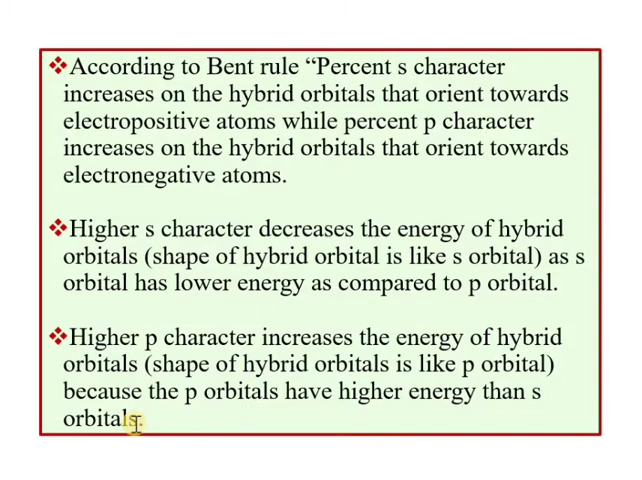 ❖According to Bent rule “Percent s character
increases on the hybrid orbitals that orient towards
electropositive atoms while percent p character
increases on the hybrid orbitals that orient towards
electronegative atoms.
❖Higher s character decreases the energy of hybrid
orbitals (shape of hybrid orbital is like s orbital) as s
orbital has lower energy as compared to p orbital.
❖Higher p character increases the energy of hybrid
orbitals (shape of hybrid orbitals is like p orbital)
because the p orbitals have higher energy than s
orbitals.